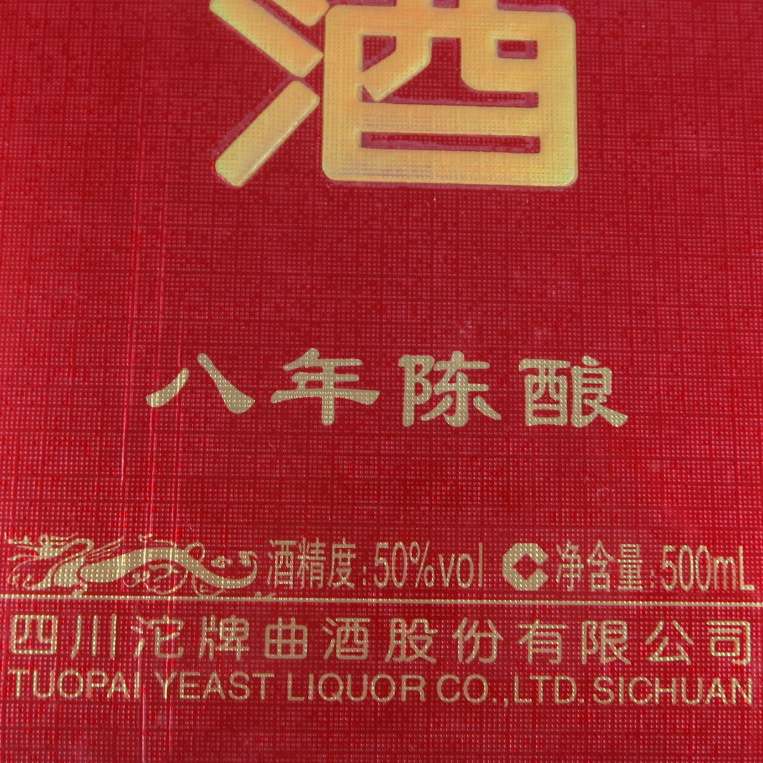 酒
八年陈酿
酒精度:50%vol 净含量:500mL
四川沱牌曲酒股份有限公司
TUOPAI YEAST LIQUOR CO.,LTD. SICHUAN